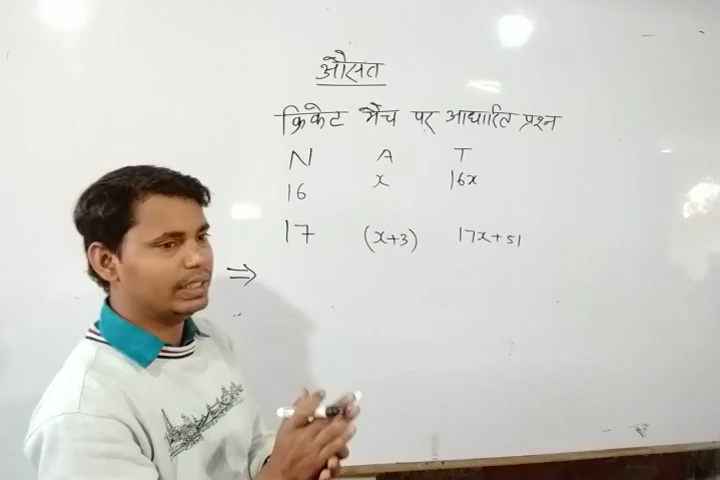 औसत
क्रिकेट मैच पर आधारित प्रश्न
N A T
16 x 16x
17 (x+3) 17x+51
⇒